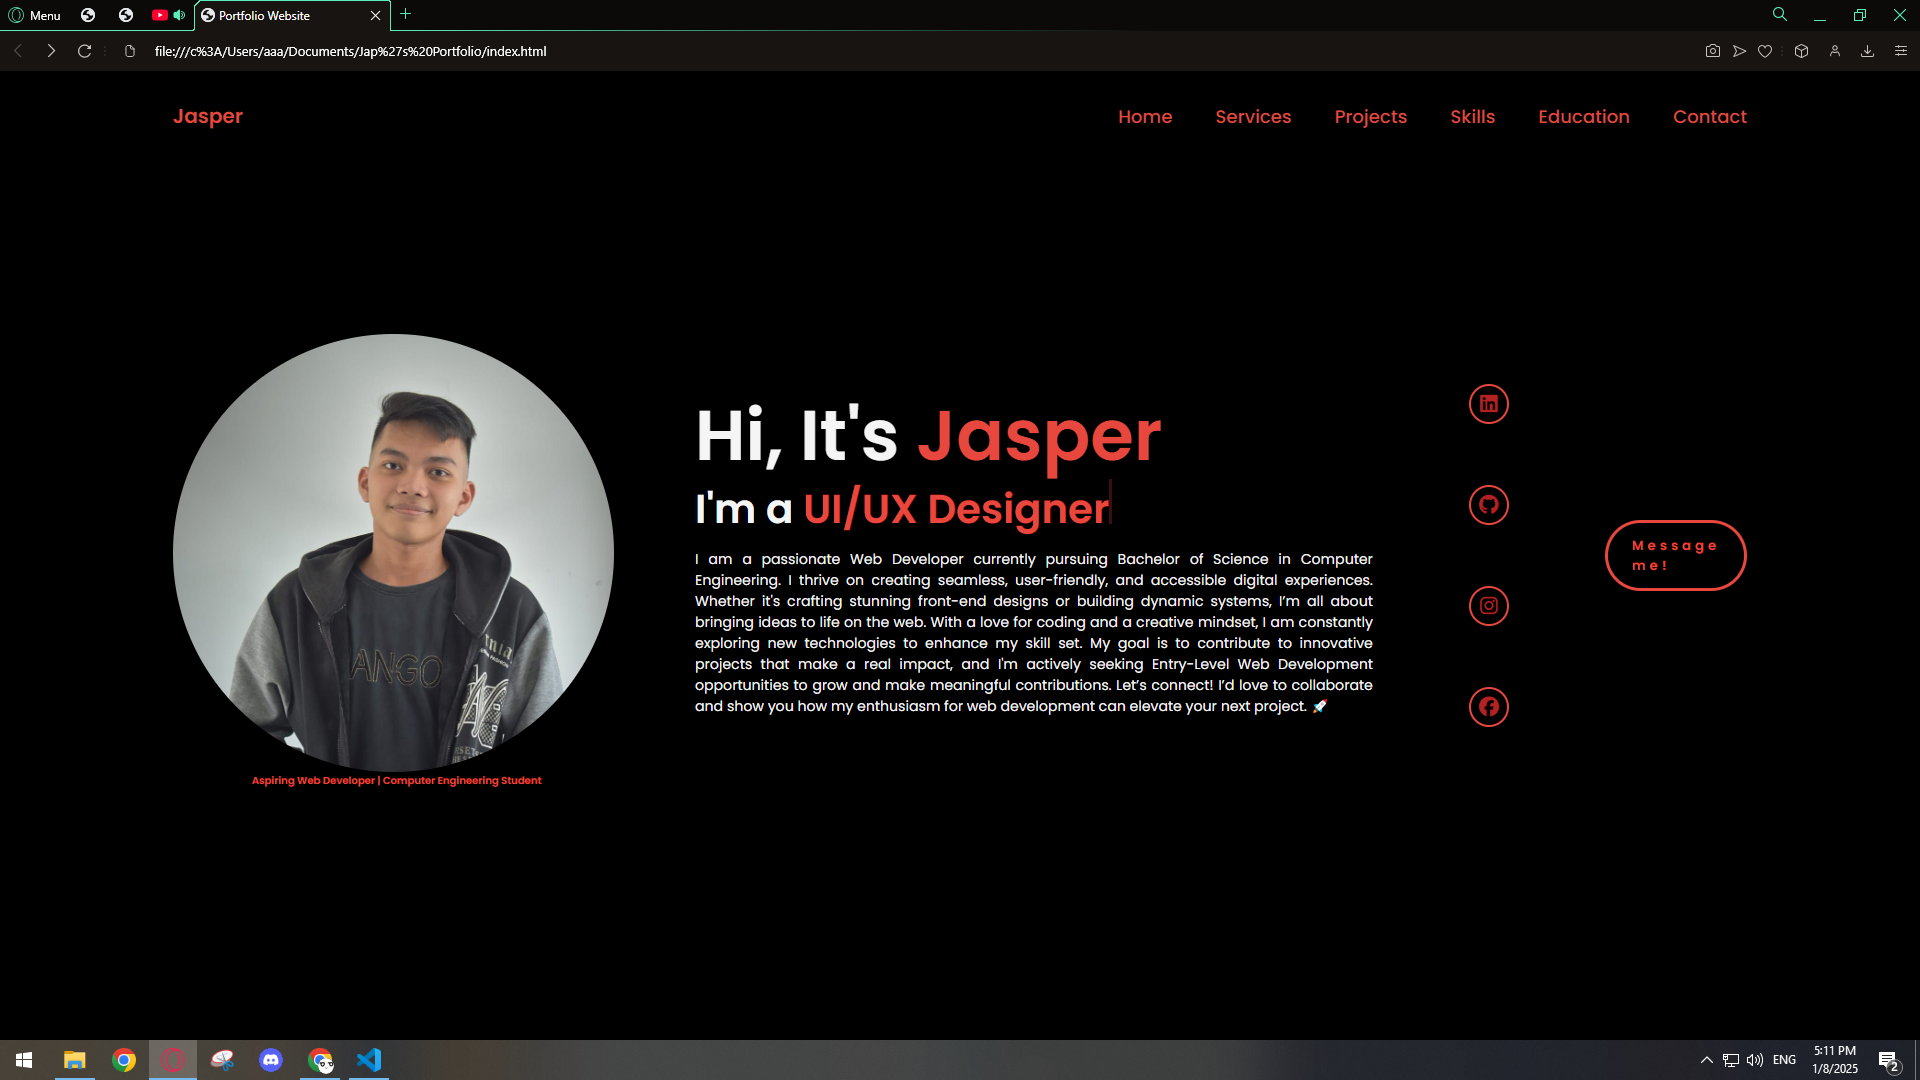 Menu
Portfolio Website
file:///c%3A/Users/aaa/Documents/Jap%27s%20Portfolio/index.html
Jasper
Home Services Projects Skills Education Contact
Hi, It's Jasper
I'm a UI/UX Designer
I am a passionate Web Developer currently pursuing Bachelor of Science in Computer
Engineering. I thrive on creating seamless, user-friendly, and accessible digital experiences.
Whether it's crafting stunning front-end designs or building dynamic systems, I’m all about
bringing ideas to life on the web. With a love for coding and a creative mindset, I am constantly
exploring new technologies to enhance my skill set. My goal is to contribute to innovative
projects that make a real impact, and I'm actively seeking Entry-Level Web Development
opportunities to grow and make meaningful contributions. Let’s connect! I’d love to collaborate
and show you how my enthusiasm for web development can elevate your next project. 🚀
Message
me!
ANGO
Aspiring Web Developer | Computer Engineering Student
ENG
5:11 PM
1/8/2025
2